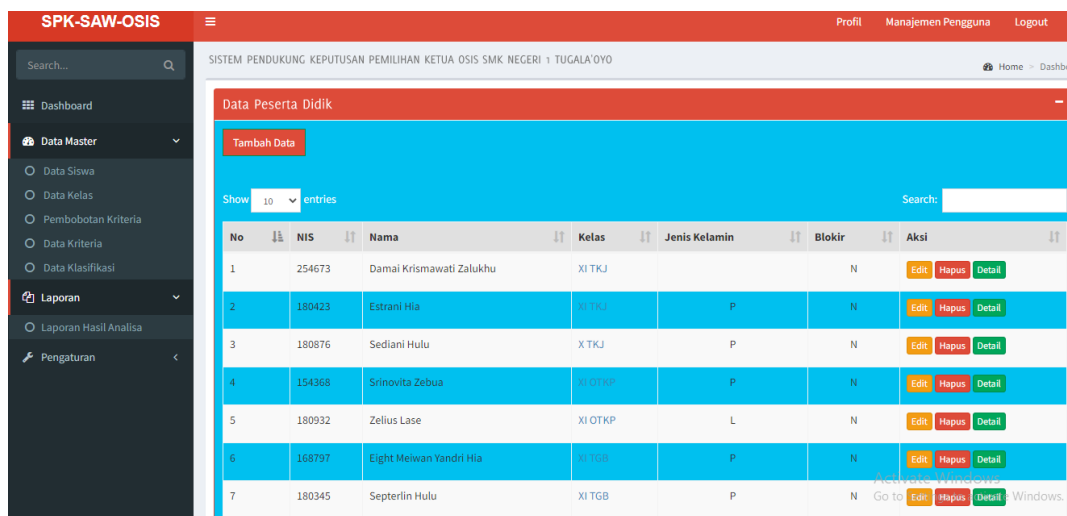 SPK-SAW-OSIS
Profil Manajemen Pengguna Logout
Search...
SISTEM PENDUKUNG KEPUTUSAN PEMILIHAN KETUA OSIS SMK NEGERI 1 TUGALA'OYO
Home > Dashb
Dashboard
Data Master
Data Siswa
Data Kelas
Pembobotan Kriteria
Data Kriteria
Data Klasifikasi
Laporan
Laporan Hasil Analisa
Pengaturan
Data Peserta Didik
Tambah Data
Show 10 entries Search:
No NIS Nama Kelas Jenis Kelamin Blokir Aksi
1 254673 Damai Krismawati Zalukhu XI TKJ N Edit Hapus Detail
2 180423 Estrani Hia XI TKJ P N Edit Hapus Detail
3 180876 Sediani Hulu X TKJ P N Edit Hapus Detail
4 154368 Srinovita Zebua XI OTKP P N Edit Hapus Detail
5 180932 Zelius Lase XI OTKP L N Edit Hapus Detail
6 168797 Eight Meiwan Yandri Hia XI TGB P N Edit Hapus Detail
7 180345 Septerlin Hulu XI TGB P N Edit Hapus Detail
Activate Windows
Go to Windows.